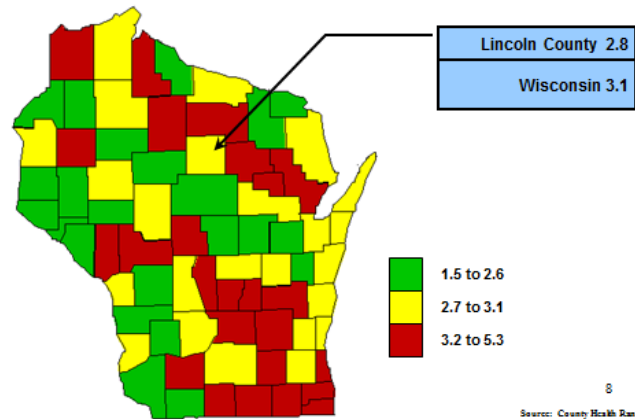 Lincoln County 2.8
Wisconsin 3.1
1.5 to 2.6
2.7 to 3.1
3.2 to 5.3
8
Source: County Health Ran